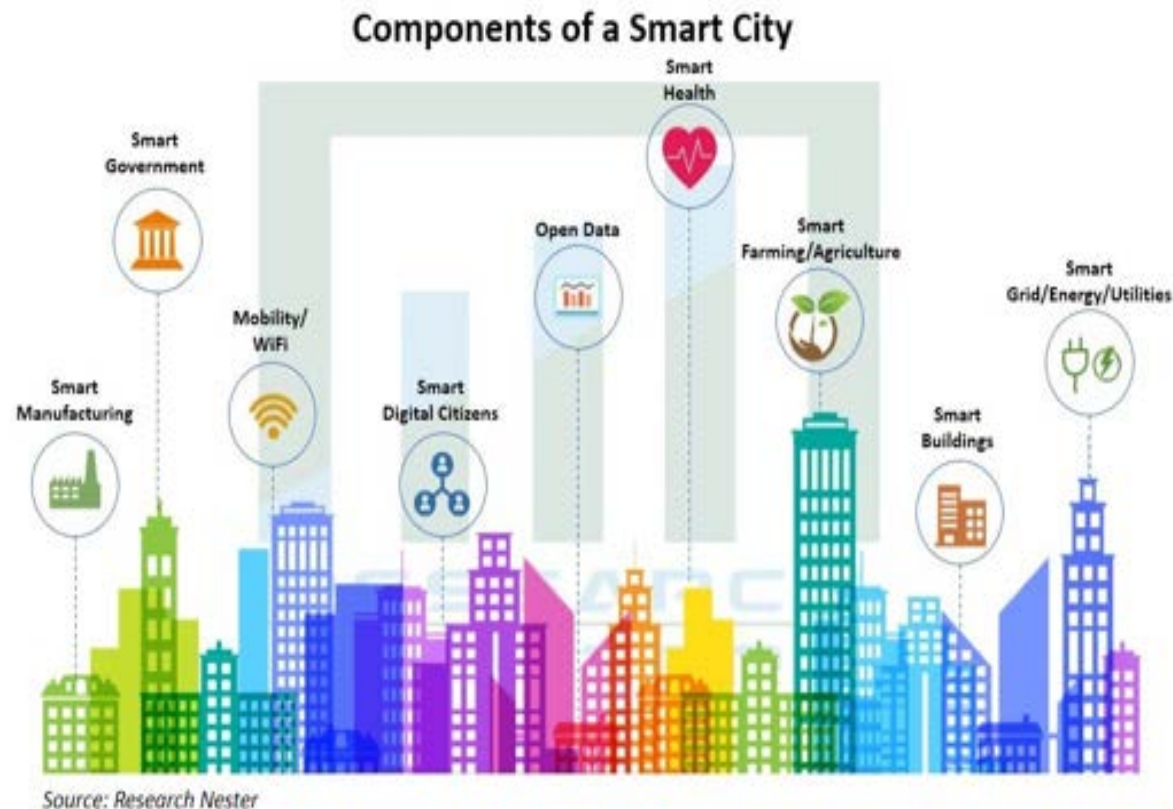 Components of a Smart City
Smart
Health
Smart
Government
Open Data
Smart
Farming/Agriculture
Smart
Grid/Energy/Utilities
Mobility/
WiFi
Smart
Manufacturing
Smart
Digital Citizens
Smart
Buildings
Source: Research Nester